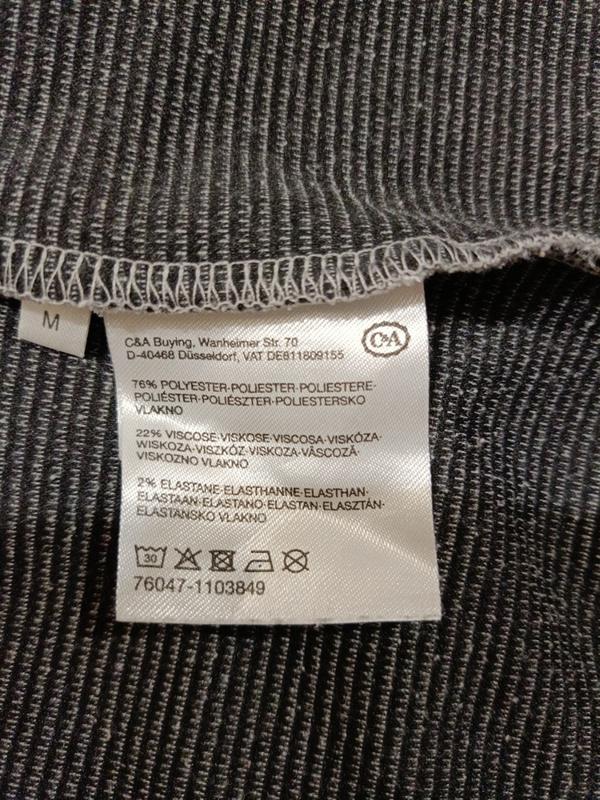 M
C&A Buying, Wanheimer Str. 70
D-40468 Düsseldorf, VAT DE811809155
C&A
76% POLYESTER·POLIESTER·POLIESTERE·
POLIÉSTER·POLIÉSZTER·POLIESTERSKO
VLAKNO
22% VISCOSE·VISKOSE·VISCOSA·VISKÓZA·
WISKOZA·VISZKÓZ·VISKOZA·VÂSCOZĂ·
VISKOZNO VLAKNO
2% ELASTANE·ELASTHANNE·ELASTHAN·
ELASTAAN·ELASTANO·ELASTAN·ELASZTÁN·
ELASTANSKO VLAKNO
30
76047-1103849